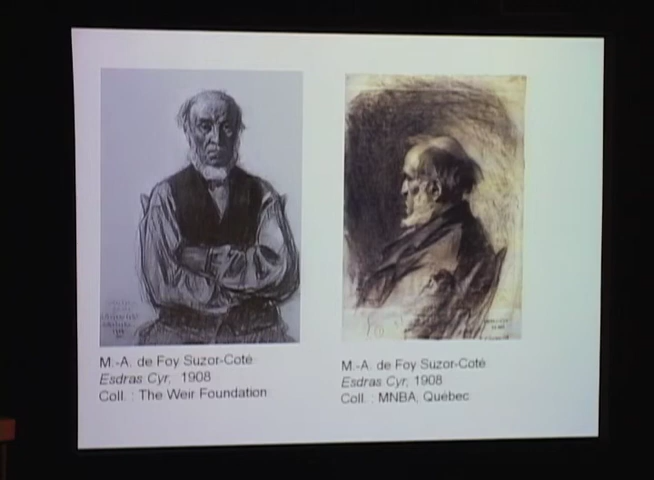 M.-A. de Foy Suzor-Coté
Esdras Cyr, 1908
Coll. : The Weir Foundation
M.-A. de Foy Suzor-Coté
Esdras Cyr, 1908
Coll. : MNBA, Québec